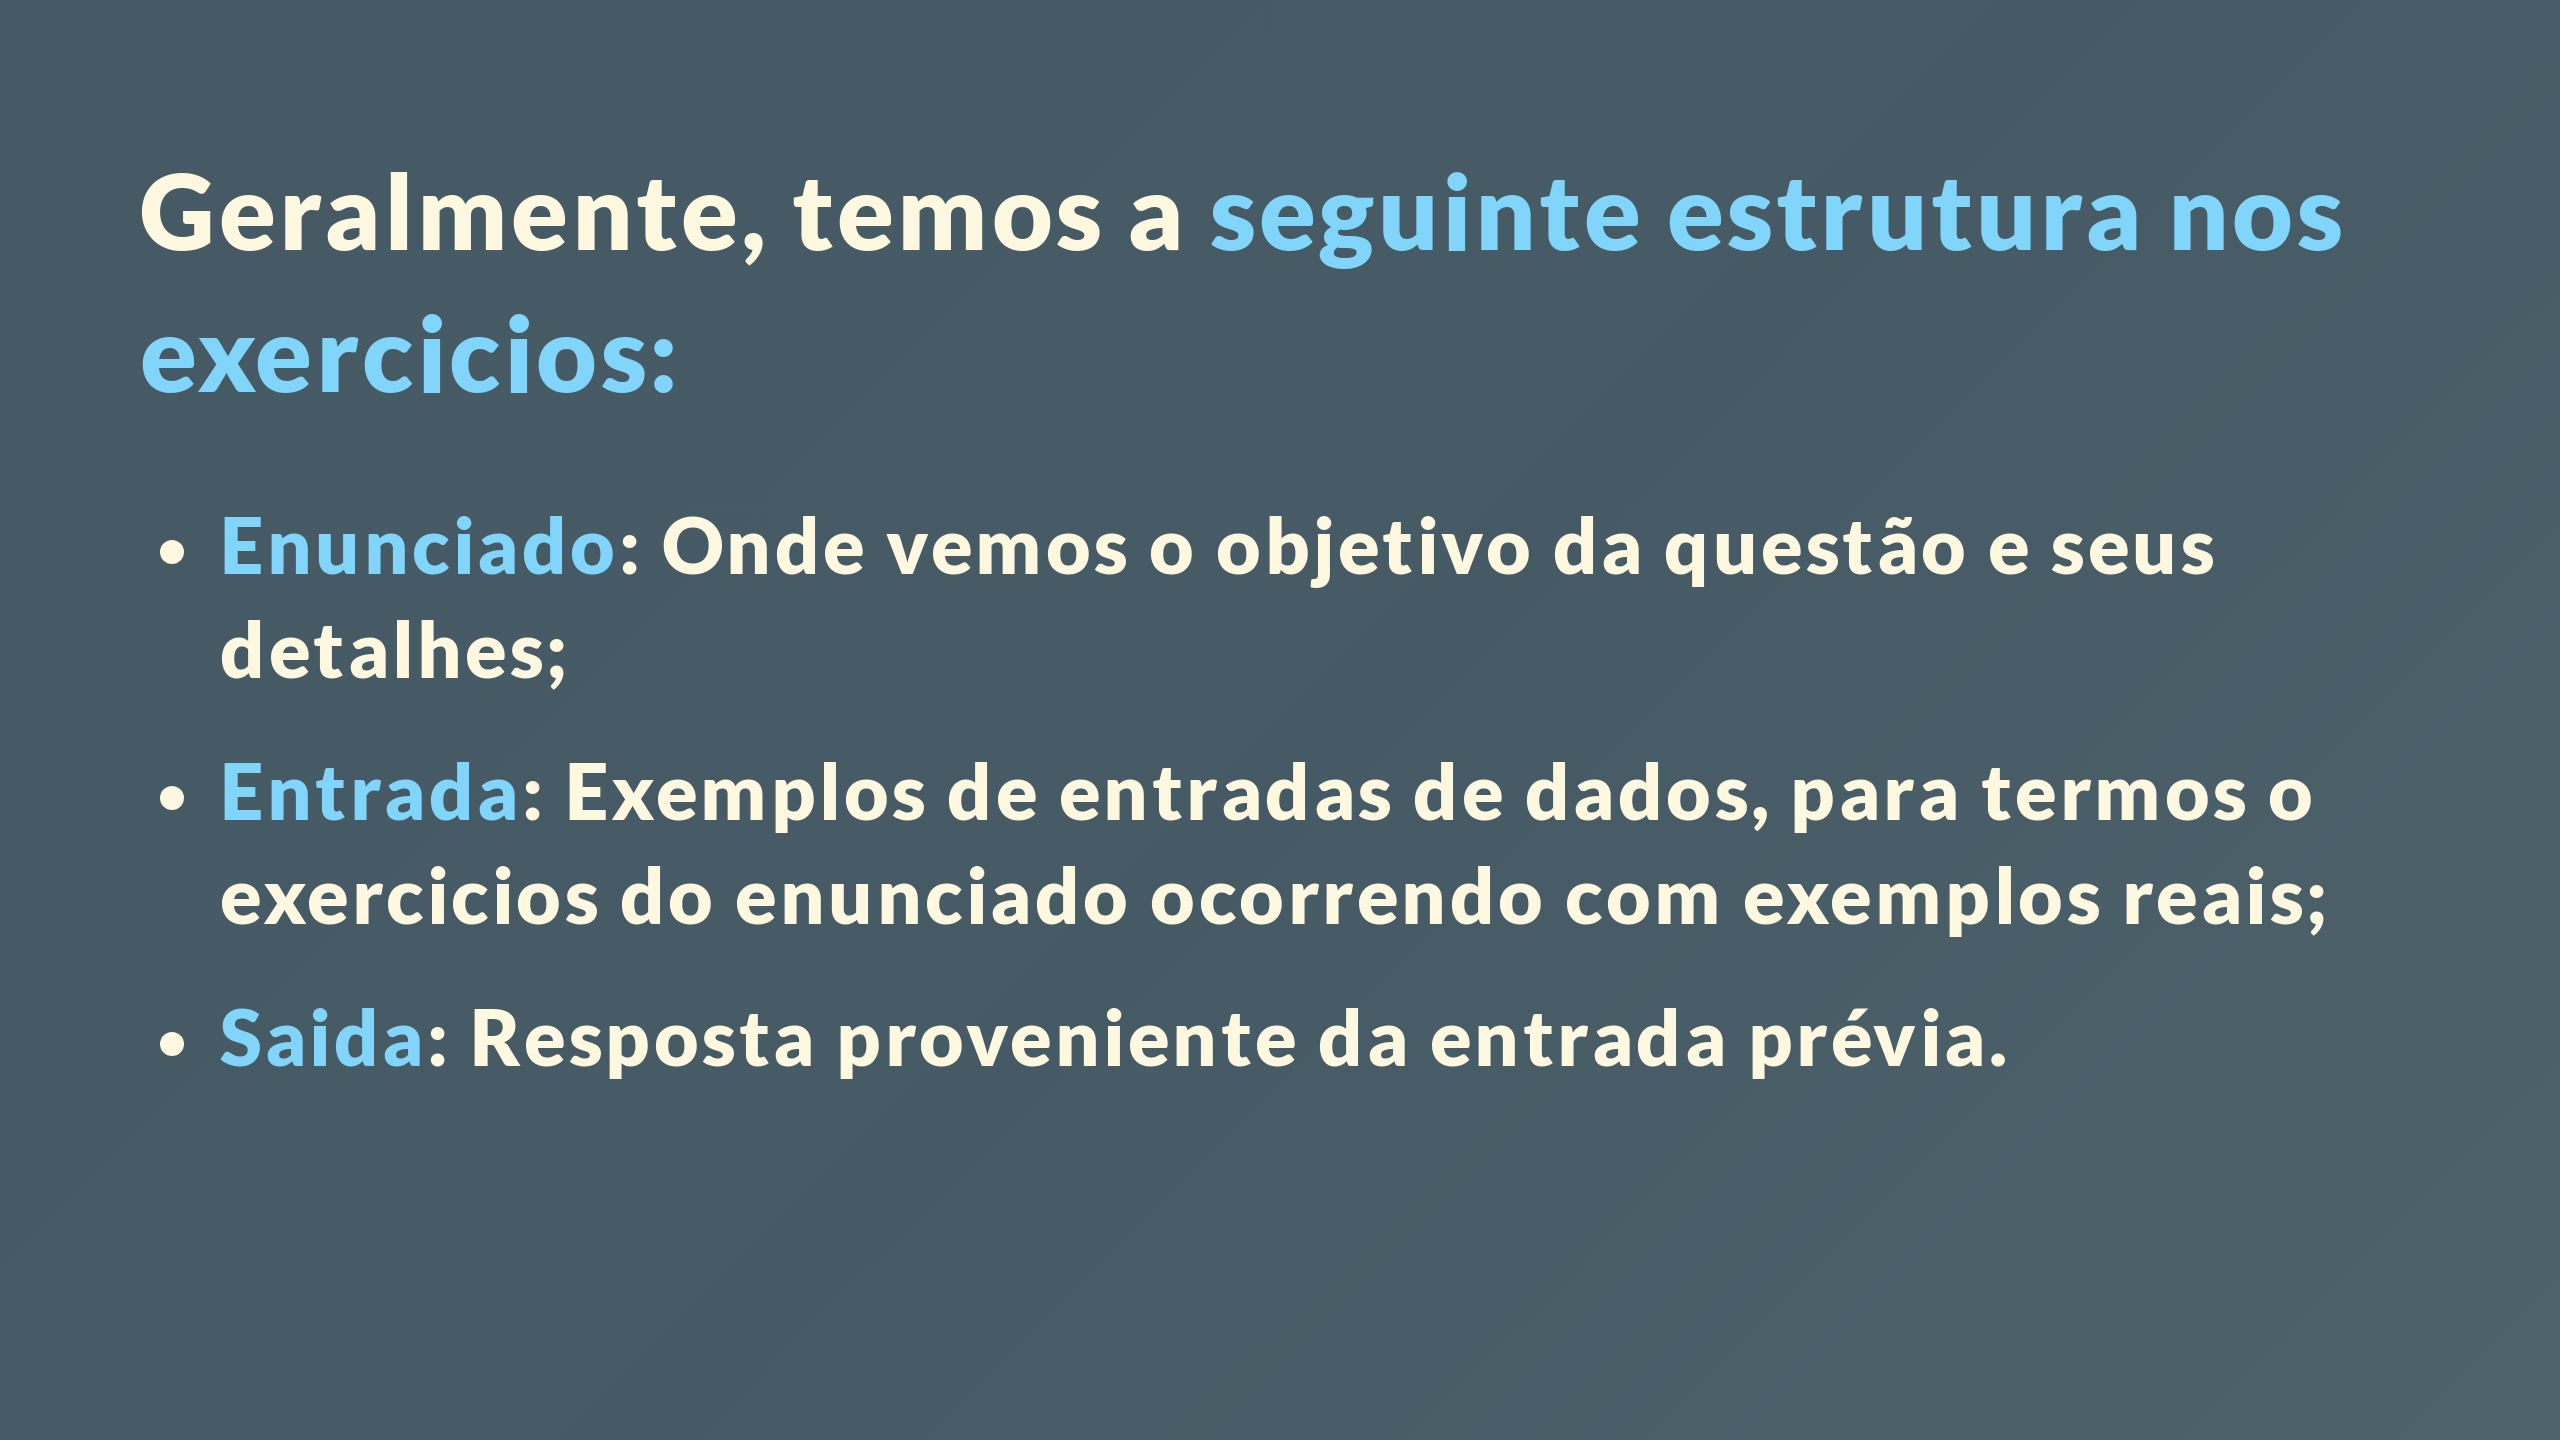 Geralmente, temos a seguinte estrutura nos
exercicios:
• Enunciado: Onde vemos o objetivo da questão e seus
detalhes;
• Entrada: Exemplos de entradas de dados, para termos o
exercicios do enunciado ocorrendo com exemplos reais;
• Saida: Resposta proveniente da entrada prévia.